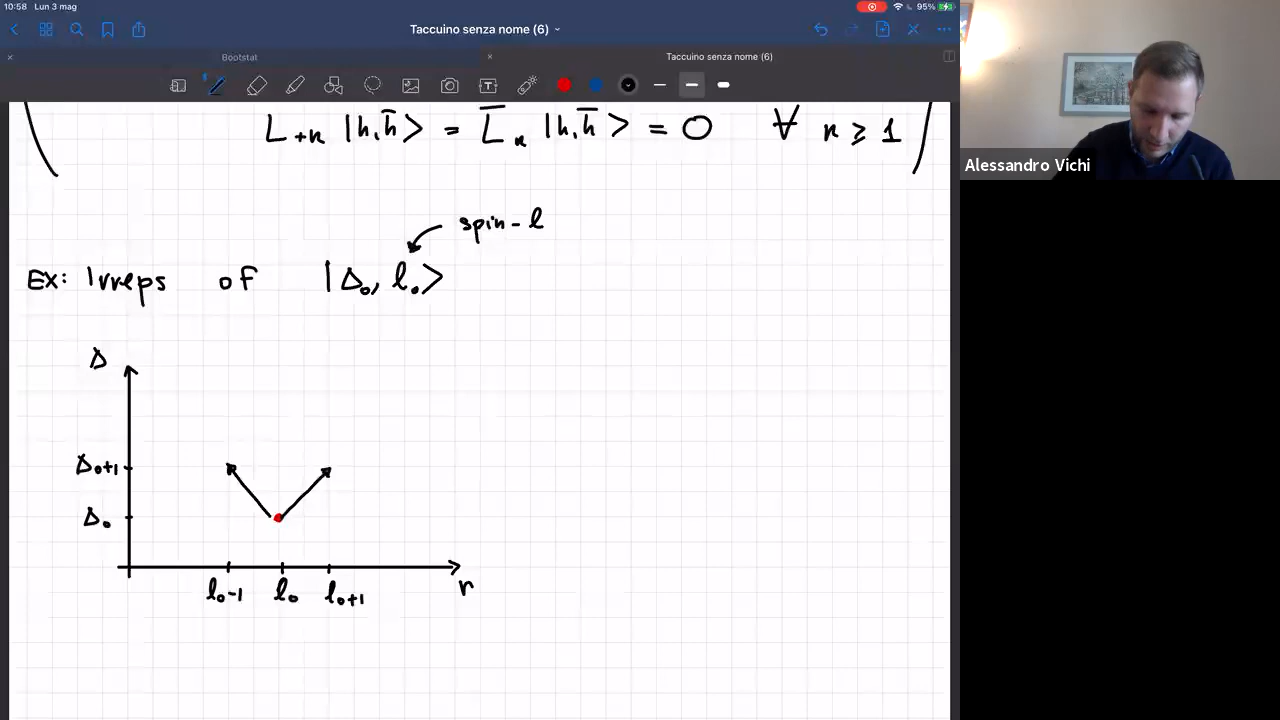 10:58 Lun 3 mag
95%
Taccuino senza nome (6)
Bootstat
Taccuino senza nome (6)
L₊ₙ |h,h̅> = L̅ₙ |h,h̅> = 0 ∀ n ≥ 1
spin-l
Ex: Irreps of |Δ₀, l₀>
Δ
Δ₀+1
Δ₀
l₀-1 l₀ l₀+1 r
Alessandro Vichi